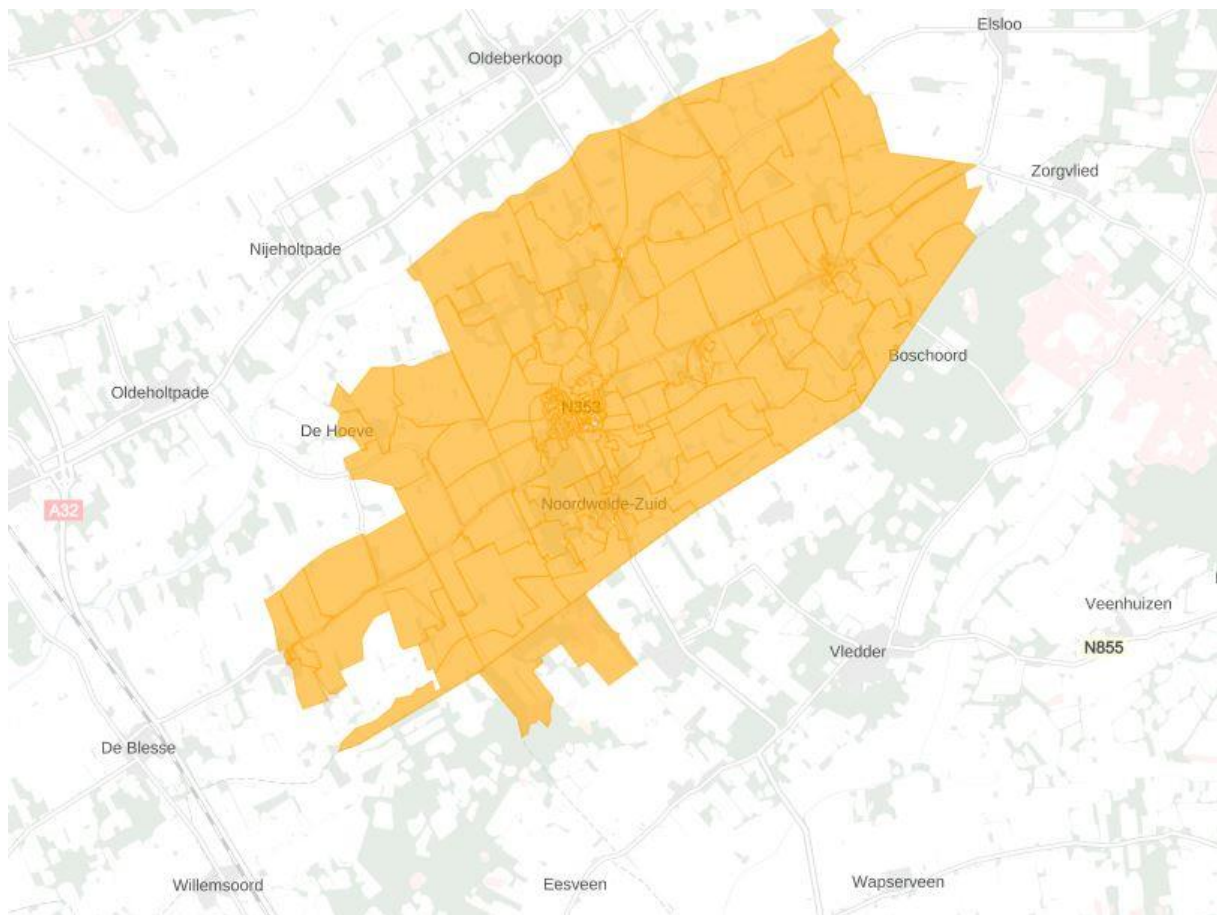 Elsloo
Oldeberkoop
Zorgvlied
Nijeholtpade
Boschoord
Oldeholtpade
N353
De Hoeve
Noordwolde-Zuid
A32
Veenhuizen
N855
Vledder
De Blesse
Willemsoord
Eesveen
Wapserveen